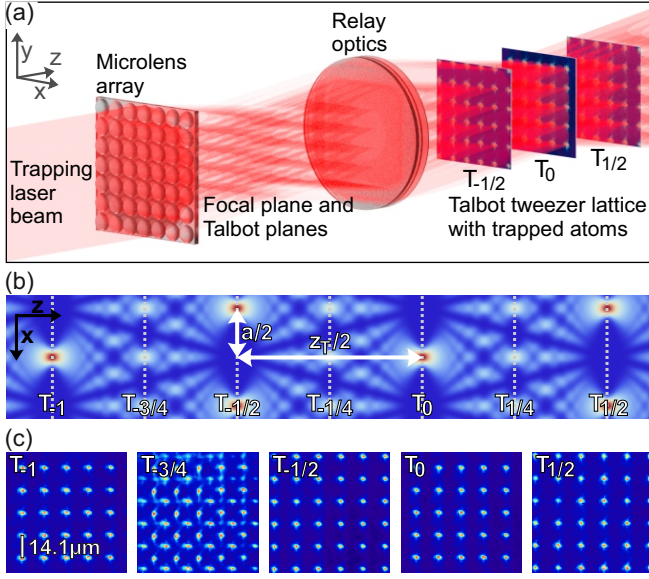 (a)
y
z
x
Microlens
array
Relay
optics
Trapping
laser
beam
Focal plane and
Talbot planes
T-1/2
T0
T1/2
Talbot tweezer lattice
with trapped atoms
(b)
z
x
a/2
zT/2
T-1
T-3/4
T-1/2
T-1/4
T0
T1/4
T1/2
(c)
T-1
T-3/4
T-1/2
T0
T1/2
14.1μm